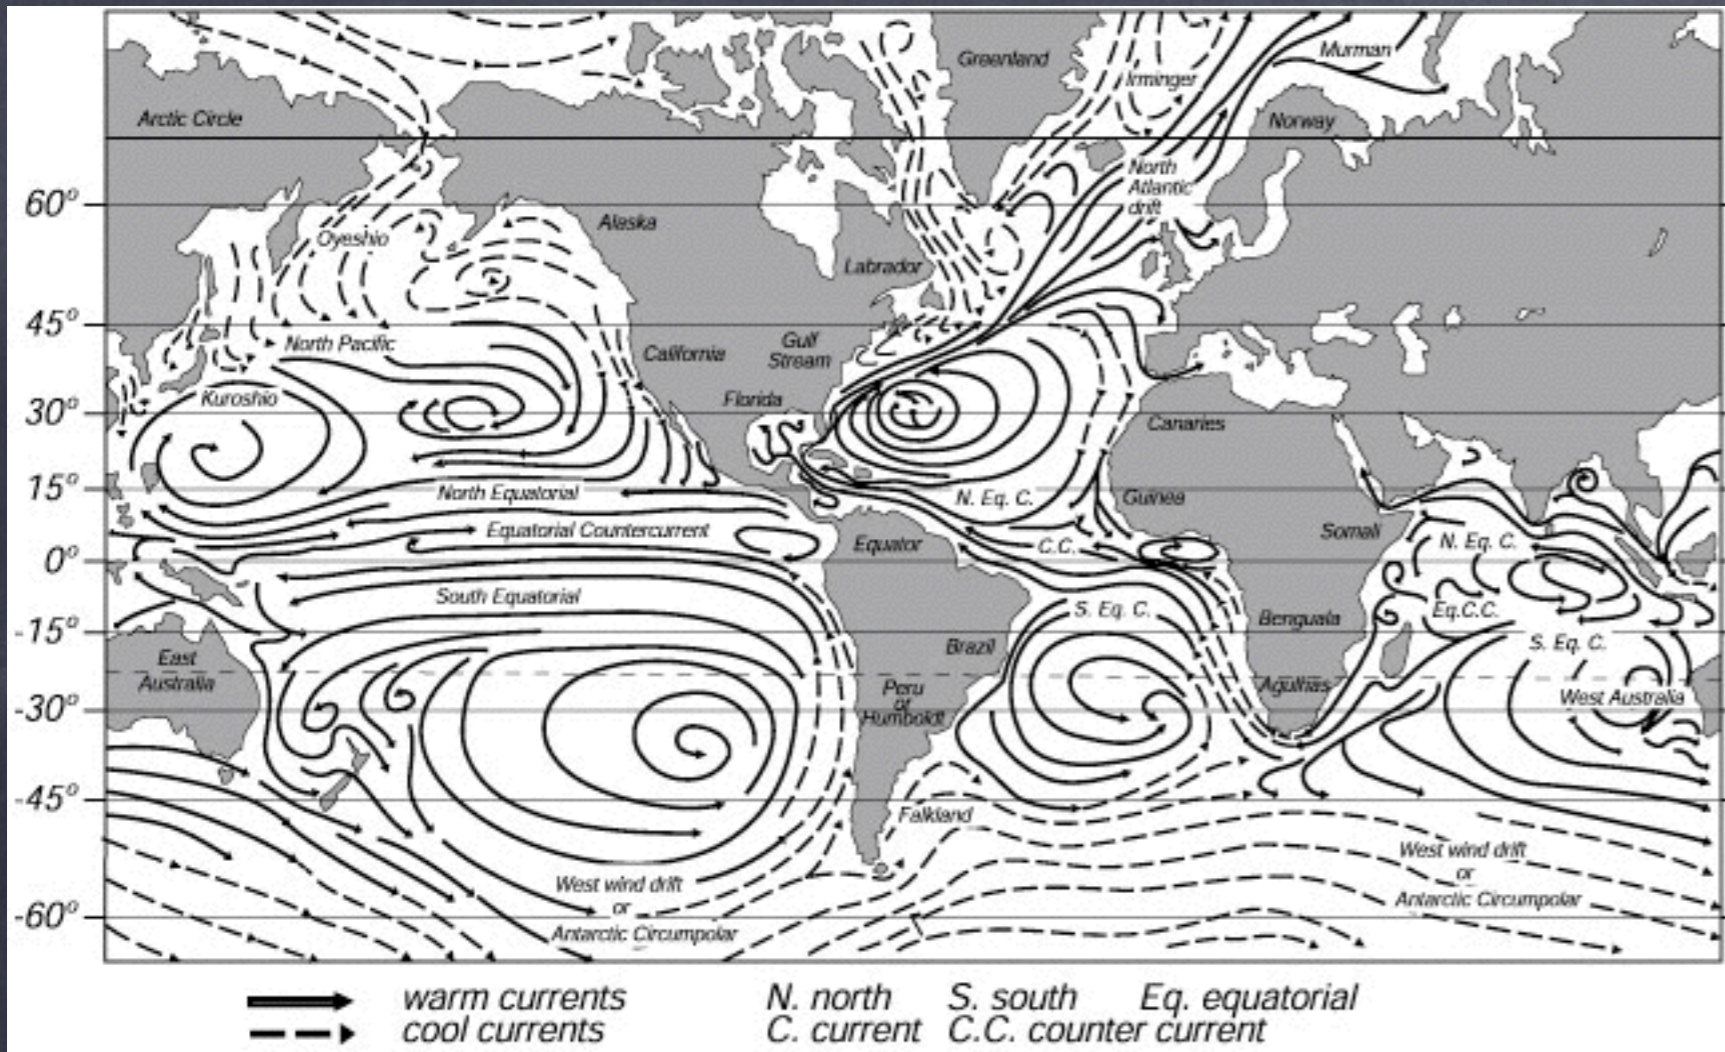 Greenland
Murman
Irminger
Arctic Circle
Norway
North
Atlantic
drift
60°
Alaska
Oyeshio
Labrador
45°
North Pacific
California
Gulf
Stream
Kuroshio
Florida
30°
Canaries
15°
North Equatorial
N. Eq. C.
Guinea
Equatorial Countercurrent
Somali
Equator
C.C.
N. Eq. C.
0°
South Equatorial
S. Eq. C.
Eq.C.C.
Benguala
-15°
Brazil
S. Eq. C.
East
Australia
Peru
or
Humboldt
Agulhas
West Australia
-30°
-45°
Falkland
West wind drift
or
Antarctic Circumpolar
West wind drift
or
Antarctic Circumpolar
-60°
warm currents
N. north S. south Eq. equatorial
cool currents
C. current C.C. counter current